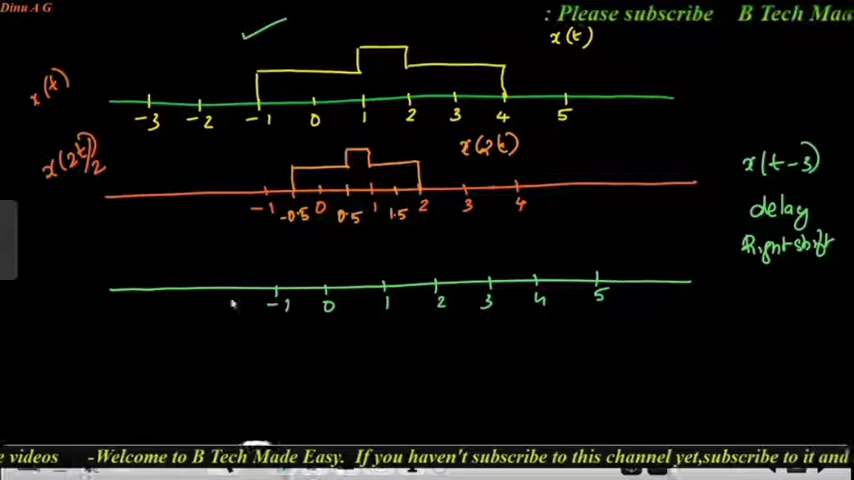 Dinu A G
: Please subscribe B Tech Maa
x(t)
x(t)
-3 -2 -1 0 1 2 3 4 5
x(2t)
x(2t)/2
x(t-3)
-1 -0.5 0 0.5 1 1.5 2 3 4
delay
Right shift
-1 0 1 2 3 4 5
e videos -Welcome to B Tech Made Easy. If you haven't subscribe to this channel yet,subscribe to it and